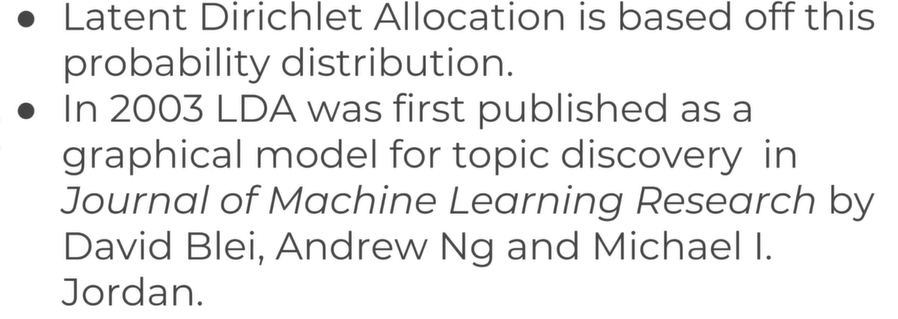 ● Latent Dirichlet Allocation is based off this
probability distribution.
● In 2003 LDA was first published as a
graphical model for topic discovery  in
Journal of Machine Learning Research by
David Blei, Andrew Ng and Michael I.
Jordan.